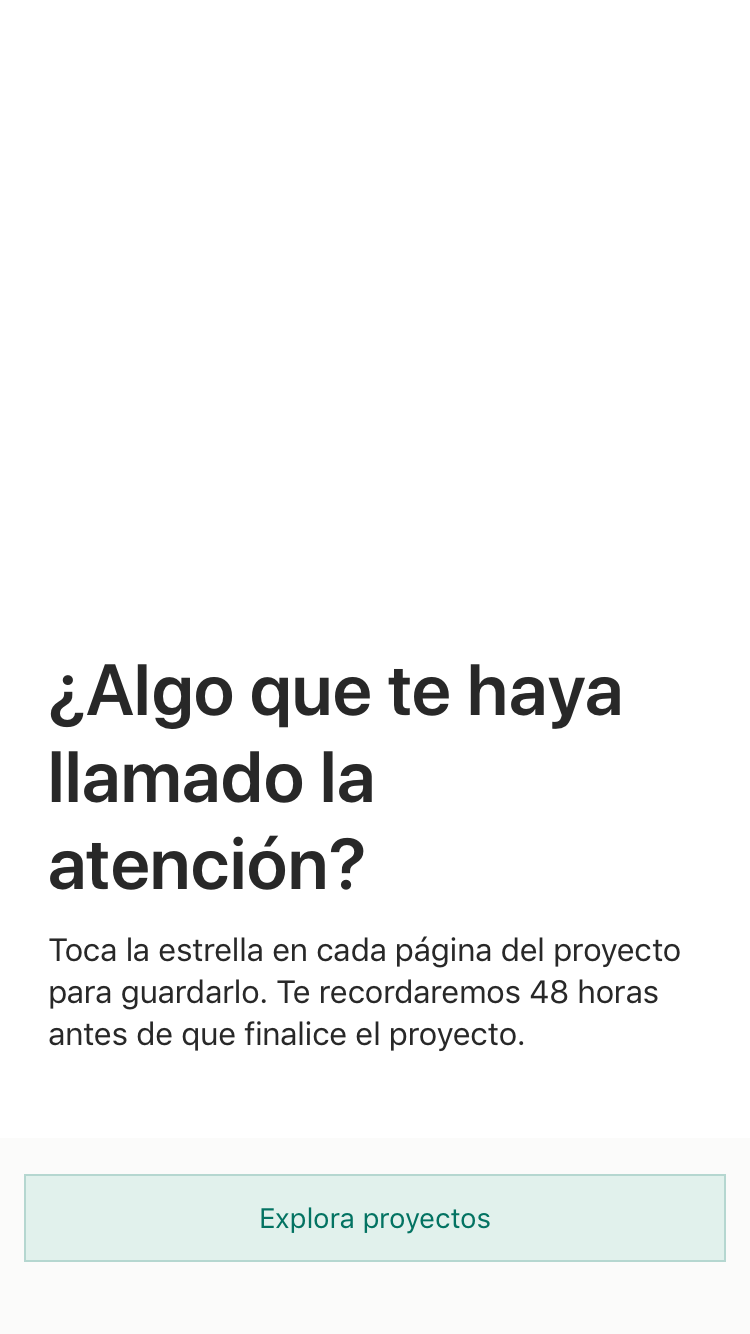 ¿Algo que te haya
llamado la
atención?
Toca la estrella en cada página del proyecto
para guardarlo. Te recordaremos 48 horas
antes de que finalice el proyecto.
Explora proyectos